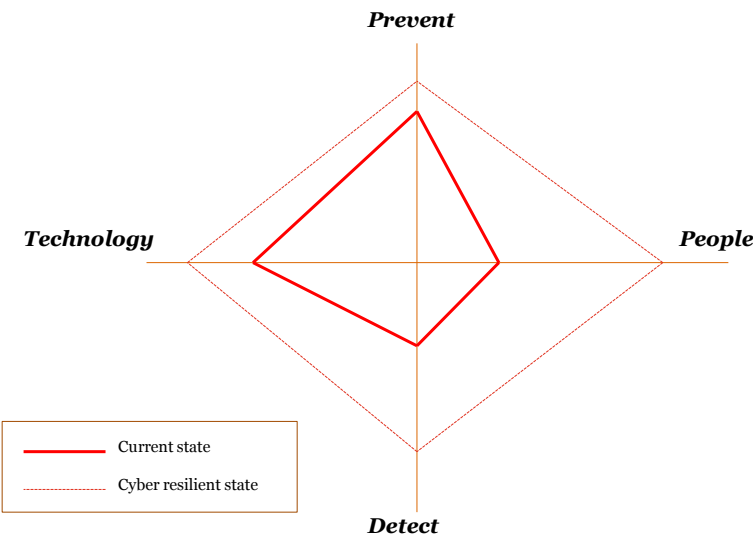 Prevent
Technology
People
Current state
Cyber resilient state
Detect